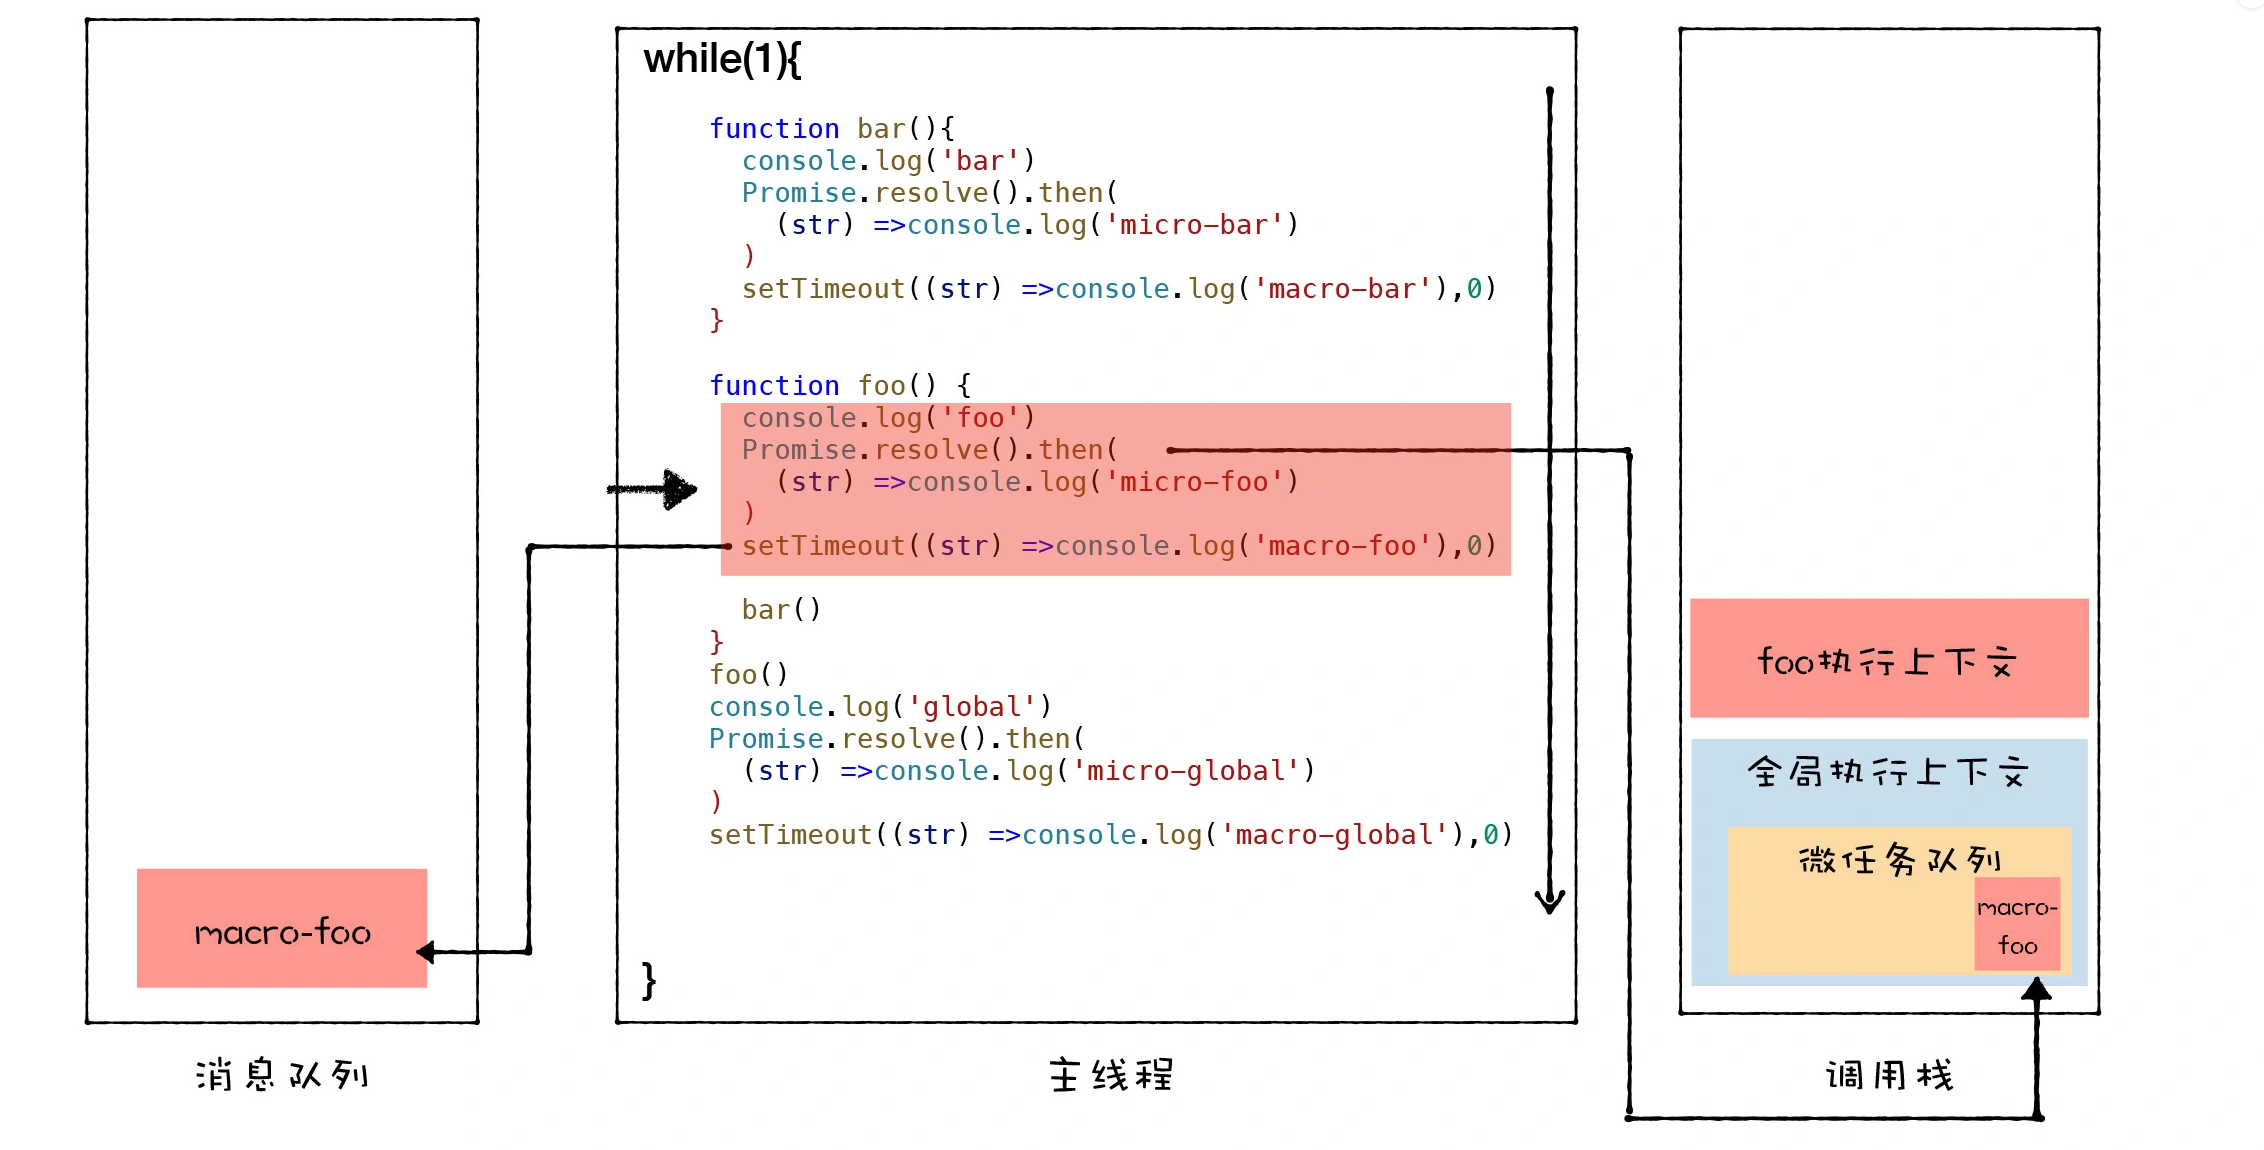 while(1){
function bar(){
console.log('bar')
Promise.resolve().then(
(str) =>console.log('micro-bar')
)
setTimeout((str) =>console.log('macro-bar'),0)
}
function foo() {
console.log('foo')
Promise.resolve().then(
(str) =>console.log('micro-foo')
)
setTimeout((str) =>console.log('macro-foo'),0)
bar()
}
foo()
console.log('global')
Promise.resolve().then(
(str) =>console.log('micro-global')
)
setTimeout((str) =>console.log('macro-global'),0)
}
macro-foo
foo执行上下文
全局执行上下文
微任务队列
macro-
foo
消息队列
主线程
调用栈